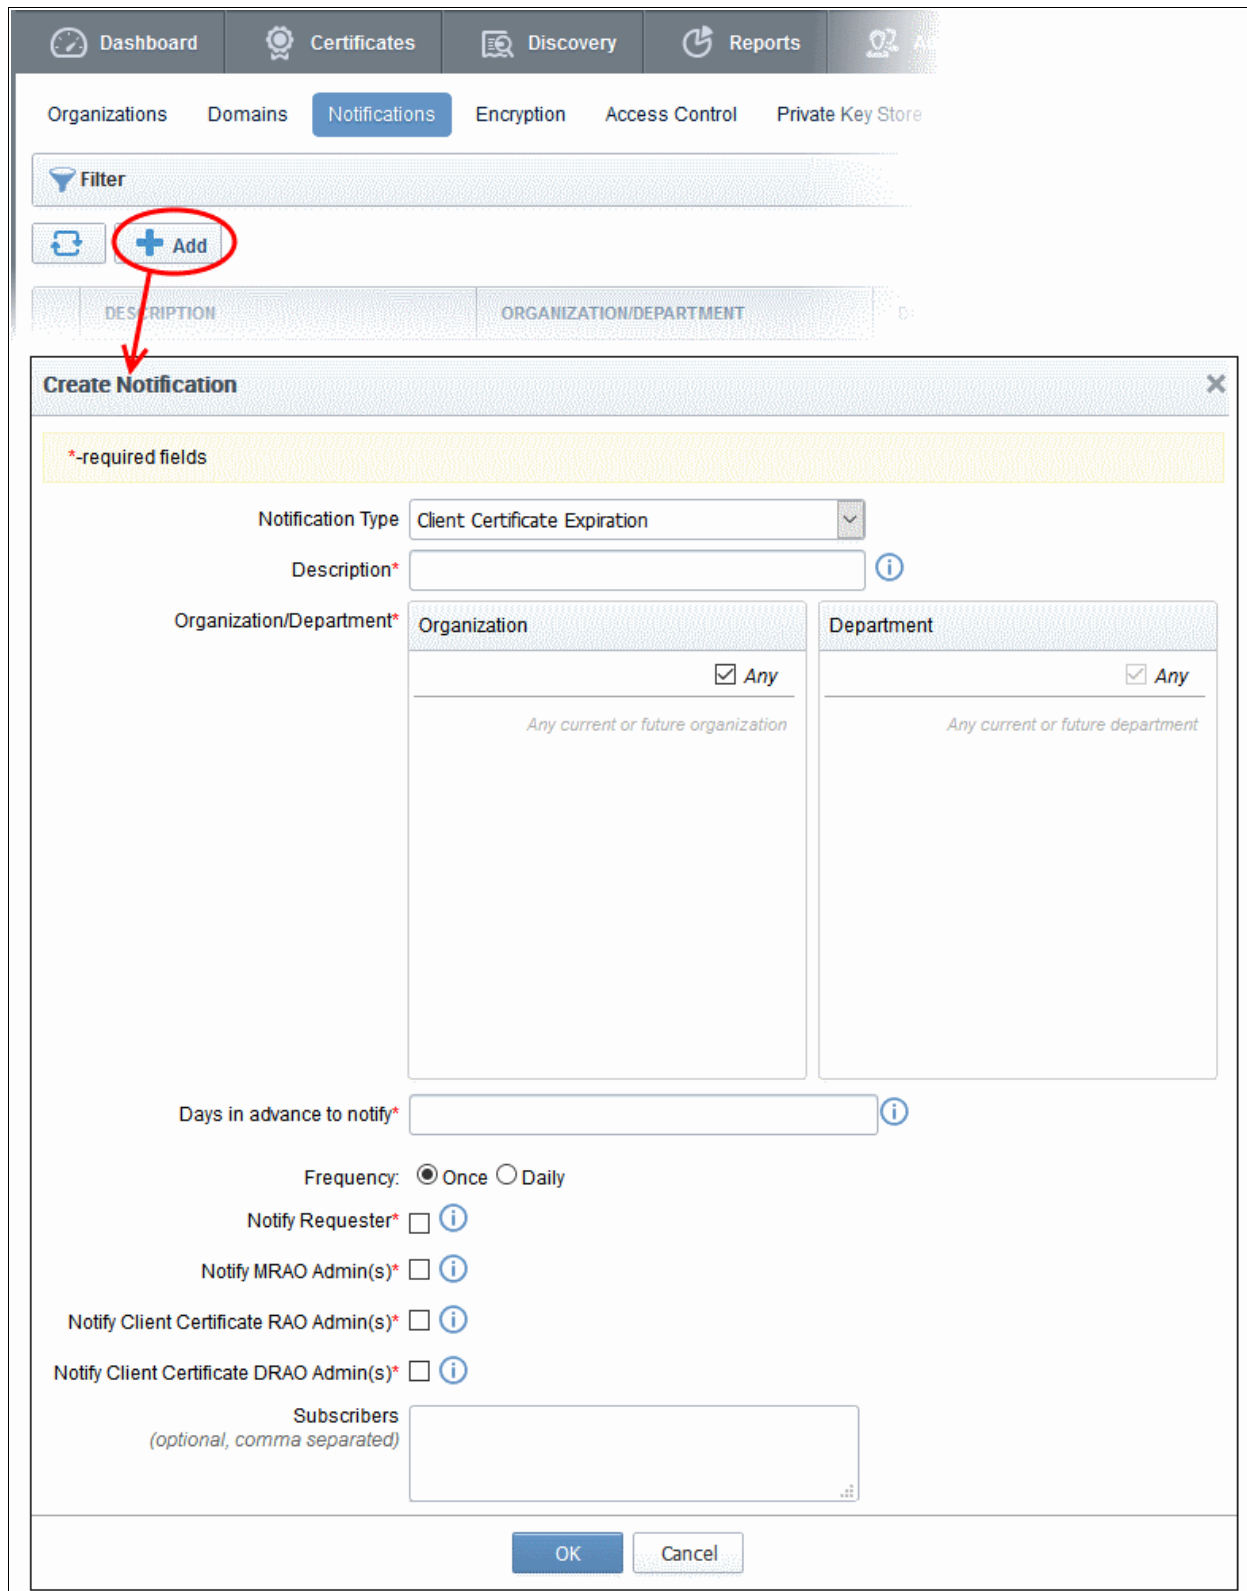 Dashboard Certificates Discovery Reports
Organizations Domains Notifications Encryption Access Control Private Key Store
Filter
Add
DESCRIPTION ORGANIZATION/DEPARTMENT
Create Notification
*-required fields
Notification Type Client Certificate Expiration
Description*
Organization/Department* Organization Department
Any Any
Any current or future organization Any current or future department
Days in advance to notify*
Frequency: Once Daily
Notify Requester*
Notify MRAO Admin(s)*
Notify Client Certificate RAO Admin(s)*
Notify Client Certificate DRAO Admin(s)*
Subscribers
(optional, comma separated)
OK Cancel